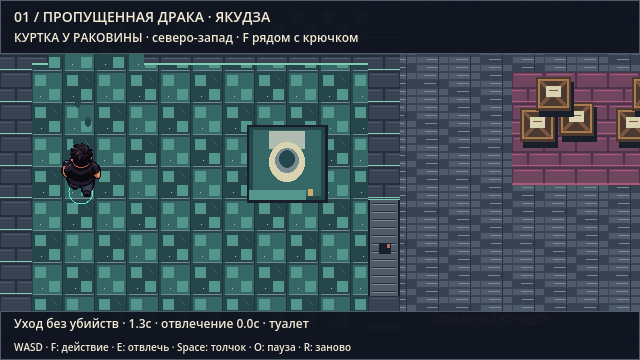 01 / ПРОПУЩЕННАЯ ДРАКА · ЯКУДЗА
КУРТКА У РАКОВИНЫ · северо-запад · F рядом с крючком
Уход без убийств · 1.3с · отвлечение 0.0с · туалет
WASD · F: действие · E: отвлечь · Space: толчок · O: пауза · R: заново